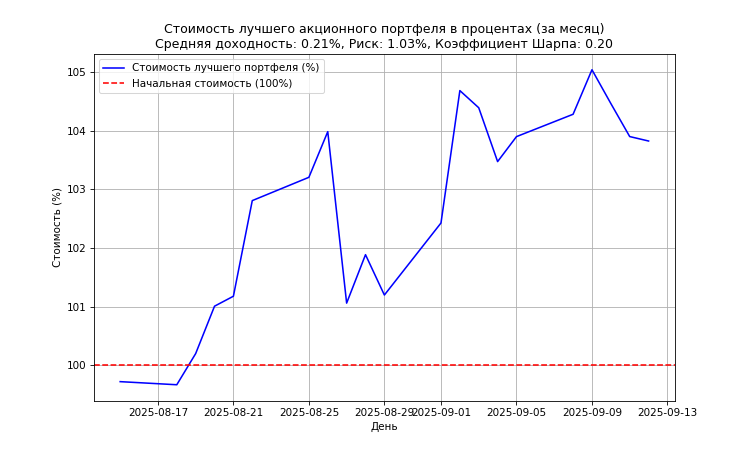 Стоимость лучшего акционного портфеля в процентах (за месяц)
Средняя доходность: 0.21%, Риск: 1.03%, Коэффициент Шарпа: 0.20
Стоимость лучшего портфеля (%)
Начальная стоимость (100%)
105
104
103
102
101
100
Стоимость (%)
2025-08-17 2025-08-21 2025-08-25 2025-08-29 2025-09-01 2025-09-05 2025-09-09 2025-09-13
День